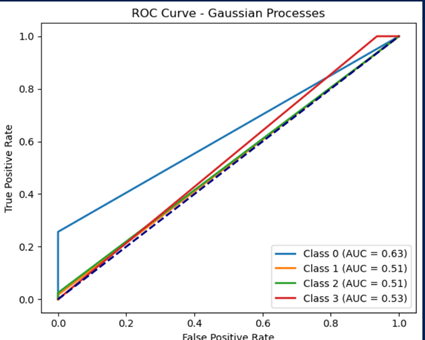 ROC Curve - Gaussian Processes
True Positive Rate
1.0
0.8
0.6
0.4
0.2
0.0
Class 0 (AUC = 0.63)
Class 1 (AUC = 0.51)
Class 2 (AUC = 0.51)
Class 3 (AUC = 0.53)
0.0 0.2 0.4 0.6 0.8 1.0
False Positive Rate